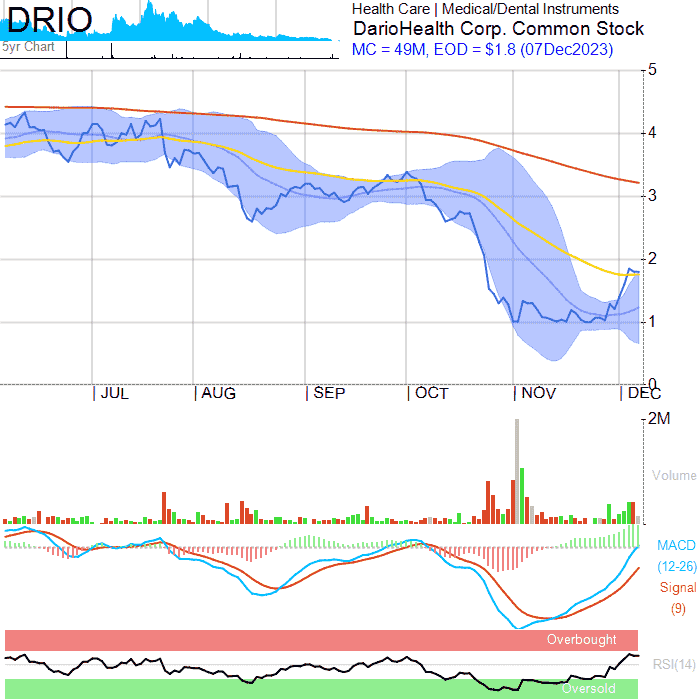 DRIO
5yr Chart
Health Care | Medical/Dental Instruments
DarioHealth Corp. Common Stock
MC = 49M, EOD = $1.8 (07Dec2023)
5
4
3
2
1
0
JUL AUG SEP OCT NOV DEC
2M
Volume
MACD
(12-26)
Signal
(9)
Overbought
RSI(14)
Oversold